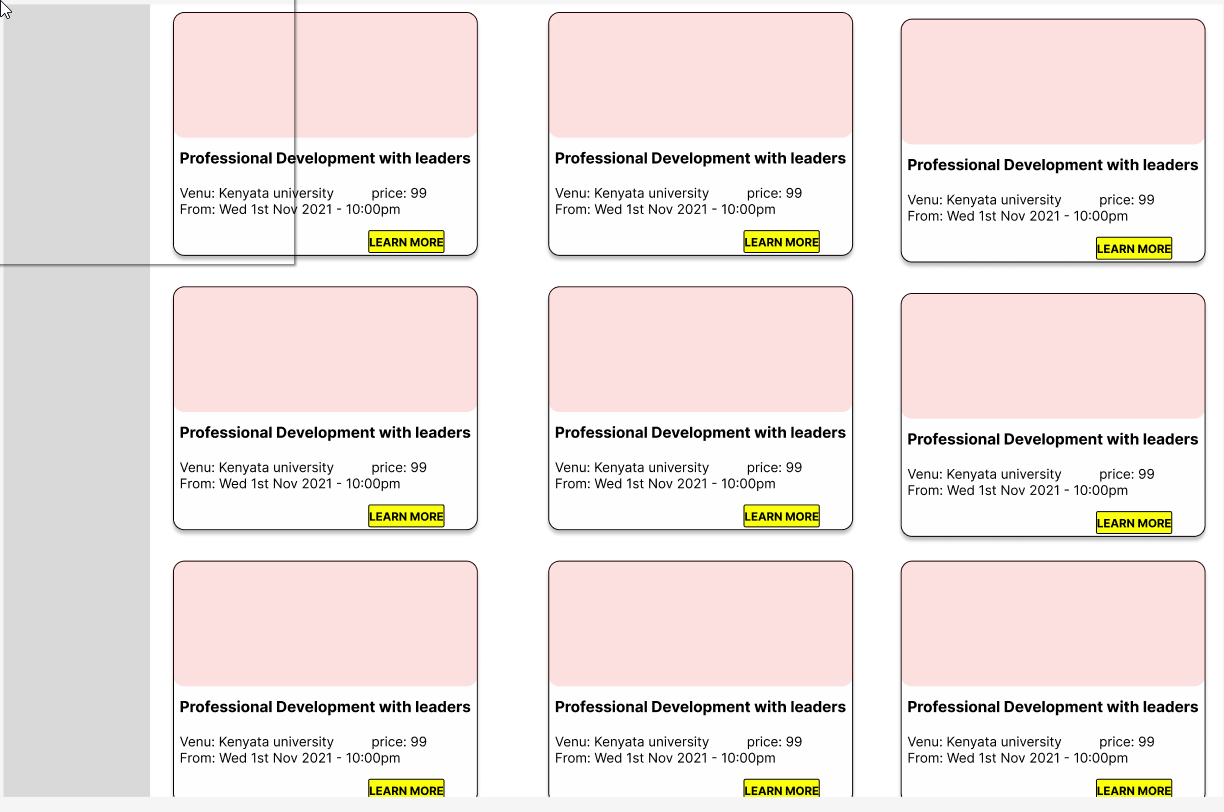 Professional Development with leaders
Venu: Kenyata university price: 99
From: Wed 1st Nov 2021 - 10:00pm
LEARN MORE
Professional Development with leaders
Venu: Kenyata university price: 99
From: Wed 1st Nov 2021 - 10:00pm
LEARN MORE
Professional Development with leaders
Venu: Kenyata university price: 99
From: Wed 1st Nov 2021 - 10:00pm
LEARN MORE
Professional Development with leaders
Venu: Kenyata university price: 99
From: Wed 1st Nov 2021 - 10:00pm
LEARN MORE
Professional Development with leaders
Venu: Kenyata university price: 99
From: Wed 1st Nov 2021 - 10:00pm
LEARN MORE
Professional Development with leaders
Venu: Kenyata university price: 99
From: Wed 1st Nov 2021 - 10:00pm
LEARN MORE
Professional Development with leaders
Venu: Kenyata university price: 99
From: Wed 1st Nov 2021 - 10:00pm
LEARN MORE
Professional Development with leaders
Venu: Kenyata university price: 99
From: Wed 1st Nov 2021 - 10:00pm
LEARN MORE
Professional Development with leaders
Venu: Kenyata university price: 99
From: Wed 1st Nov 2021 - 10:00pm
LEARN MORE